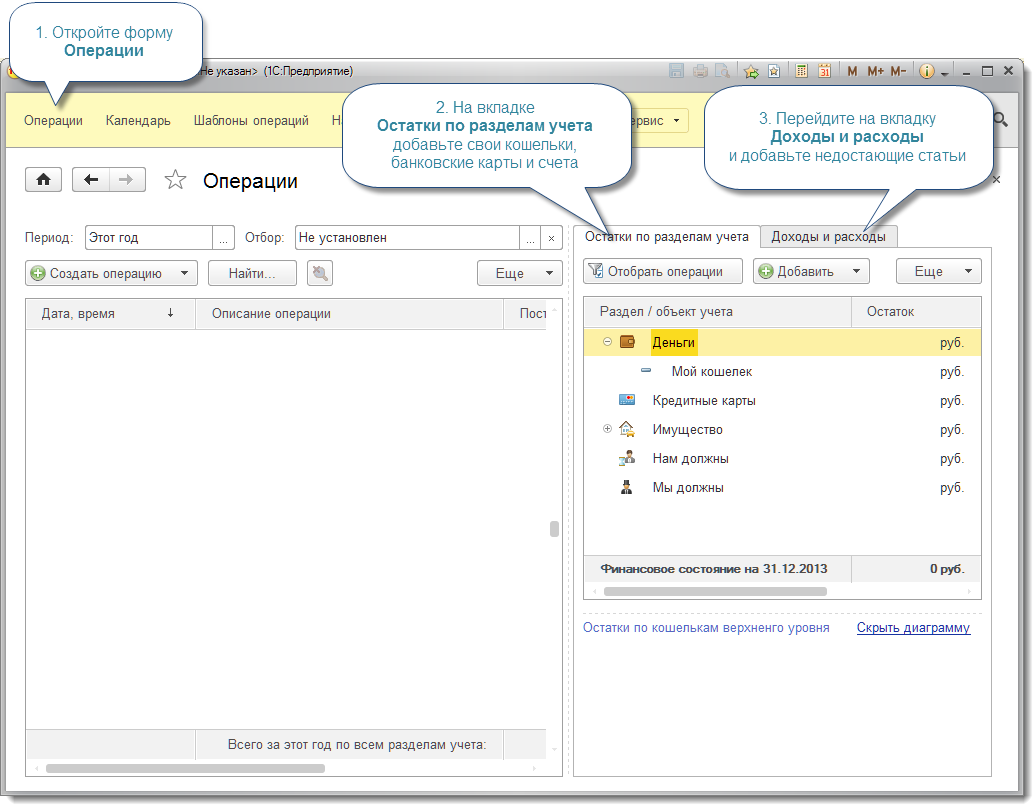 1. Откройте форму
Операции
Не указан> (1С:Предприятие)
M M+ M-
2. На вкладке
Остатки по разделам учета
добавьте свои кошельки,
банковские карты и счета
3. Перейдите на вкладку
Доходы и расходы
и добавьте недостающие статьи
Операции Календарь Шаблоны операций
Операции
Период: Этот год ... Отбор: Не установлен ... ×
Остатки по разделам учета Доходы и расходы
Создать операцию Найти... Еще
Отобрать операции Добавить Еще
Дата, время ↓ Описание операции Пост
Раздел / объект учета Остаток
Деньги руб.
Мой кошелек руб.
Кредитные карты руб.
Имущество руб.
Нам должны руб.
Мы должны руб.
Финансовое состояние на 31.12.2013 0 руб.
Остатки по кошелькам верхненго уровня Скрыть диаграмму
Всего за этот год по всем разделам учета: